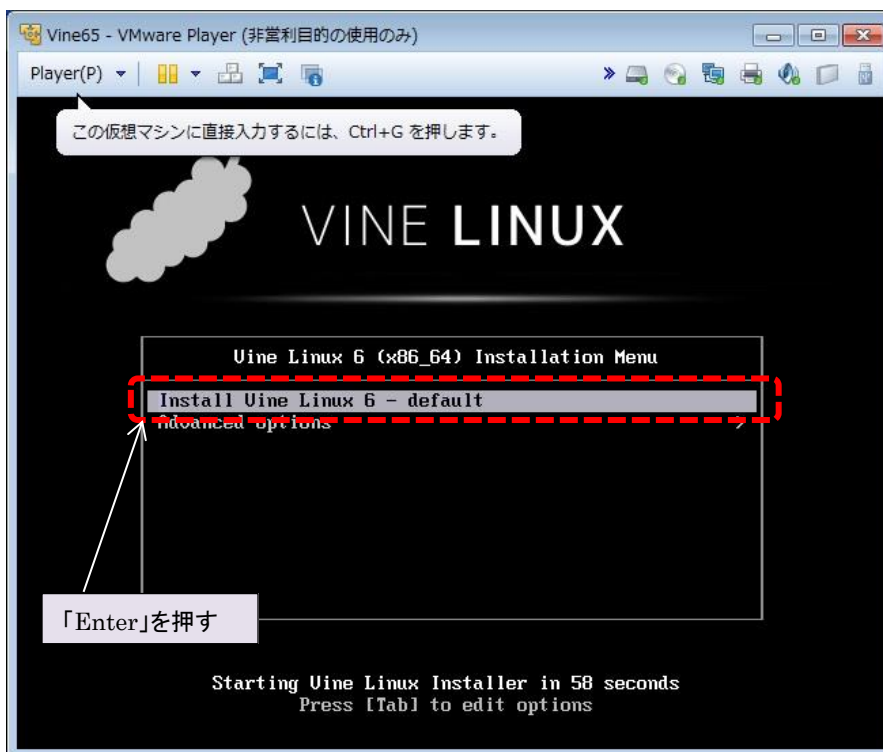 Vine65 - VMware Player (非営利目的の使用のみ)
Player(P)
この仮想マシンに直接入力するには、Ctrl+G を押します。
VINE LINUX
Vine Linux 6 (x86_64) Installation Menu
Install Vine Linux 6 - default
Advanced options >
「Enter」を押す
Starting Vine Linux Installer in 58 seconds
Press [Tab] to edit options